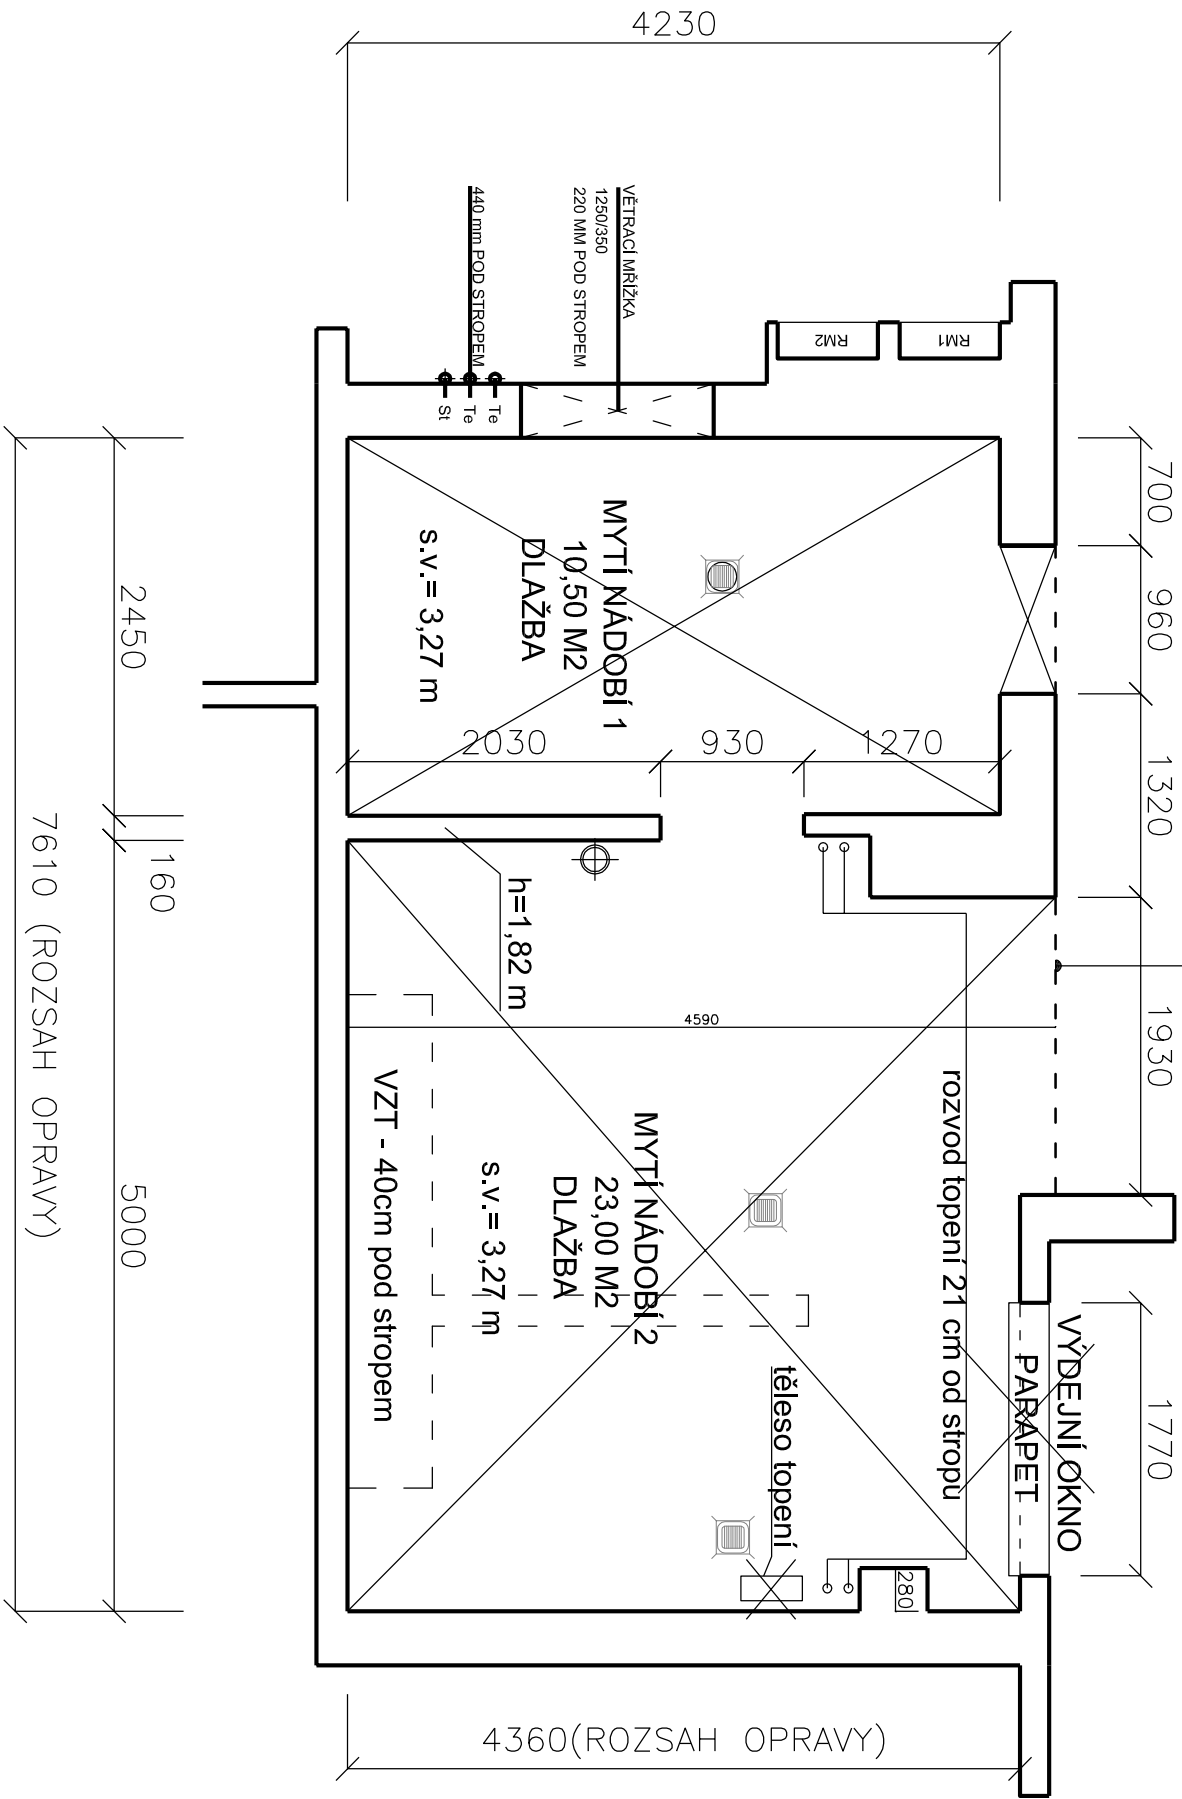 4230
VĚTRACÍ MŘÍŽKA
1250/350
220 MM POD STROPEM
440 mm POD STROPEM
RM2
RM1
Te
Te
St
700
960
1320
1930
1770
MYTÍ NÁDOBÍ 1
10,50 M2
DLAŽBA
s.v.= 3,27 m
2030
930
1270
h=1,82 m
4590
rozvod topení 21 cm od stropu
MYTÍ NÁDOBÍ 2
23,00 M2
DLAŽBA
s.v.= 3,27 m
VZT - 40cm pod stropem
těleso topení
VÝDEJNÍ OKNO
PARAPET
280
2450
160
5000
7610 (ROZSAH OPRAVY)
4360(ROZSAH OPRAVY)